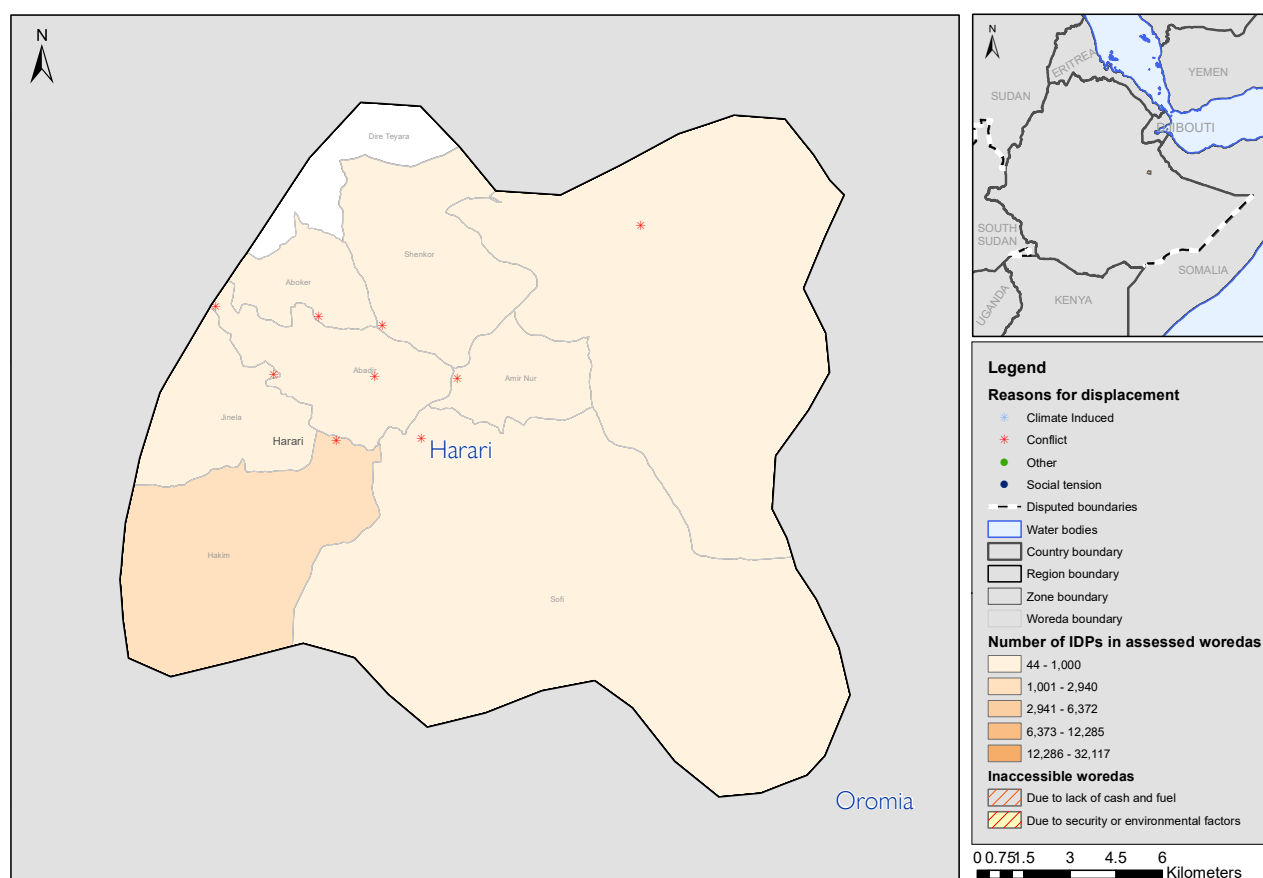 N
Dire Teyara
Shenkor
Aboker
Abadir
Amir Nur
Jinela
Harari
Harari
Hakim
Sofi
Oromia
N
ERITREA
YEMEN
SUDAN
DJIBOUTI
SOUTH
SUDAN
SOMALIA
UGANDA
KENYA
Legend
Reasons for displacement
Climate Induced
Conflict
Other
Social tension
Disputed boundaries
Water bodies
Country boundary
Region boundary
Zone boundary
Woreda boundary
Number of IDPs in assessed woredas
44 - 1,000
1,001 - 2,940
2,941 - 6,372
6,373 - 12,285
12,286 - 32,117
Inaccessible woredas
Due to lack of cash and fuel
Due to security or environmental factors
0 0.75 1.5 3 4.5 6
Kilometers